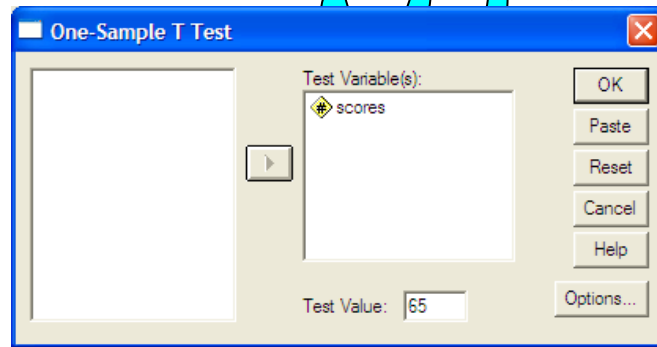 One-Sample T Test
Test Variable(s):
# scores
OK
Paste
Reset
Cancel
Help
Test Value: 65
Options...